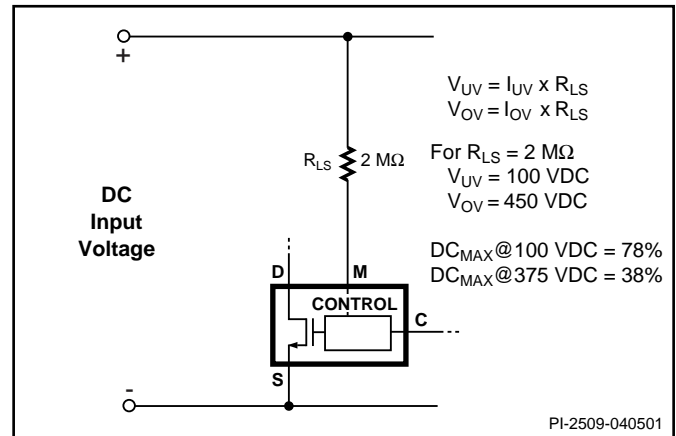 +
V_UV = I_UV x R_LS
V_OV = I_OV x R_LS
R_LS 2 MΩ
For R_LS = 2 MΩ
V_UV = 100 VDC
V_OV = 450 VDC
DC
Input
Voltage
DC_MAX@100 VDC = 78%
DC_MAX@375 VDC = 38%
D M
CONTROL
C
S
-
PI-2509-040501